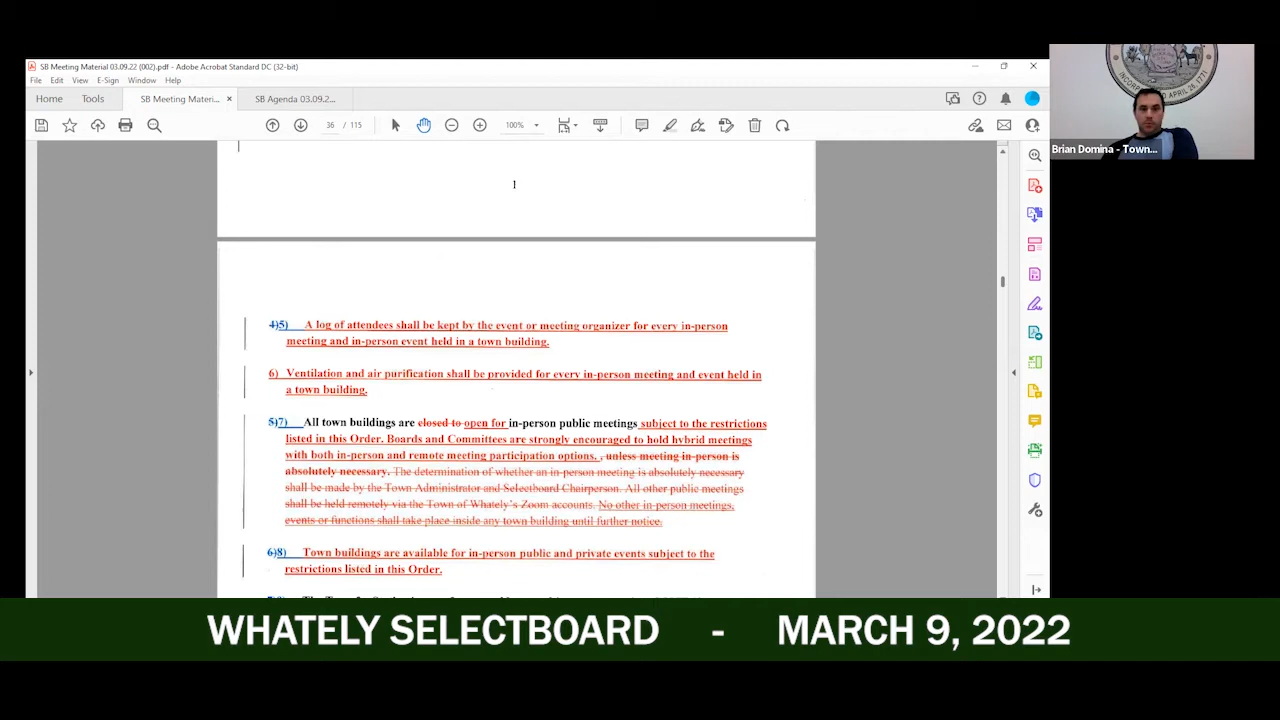 SB Meeting Material 03.09.22 (002).pdf - Adobe Acrobat Standard DC (32-bit)
File Edit View E-Sign Window Help
Home Tools SB Meeting Materi... × SB Agenda 03.09.2...
36 / 115 100%
INCORPORATED APRIL 26, 1771
Brian Domina - Town...
4)5) A log of attendees shall be kept by the event or meeting organizer for every in-person
meeting and in-person event held in a town building.
6) Ventilation and air purification shall be provided for every in-person meeting and event held in
a town building.
5)7) All town buildings are closed to open for in-person public meetings subject to the restrictions
listed in this Order. Boards and Committees are strongly encouraged to hold hybrid meetings
with both in-person and remote meeting participation options. , unless meeting in-person is
absolutely necessary. The determination of whether an in-person meeting is absolutely necessary
shall be made by the Town Administrator and Selectboard Chairperson. All other public meetings
shall be held remotely via the Town of Whately's Zoom accounts. No other in-person meetings,
events or functions shall take place inside any town building until further notice.
6)8) Town buildings are available for in-person public and private events subject to the
restrictions listed in this Order.
WHATELY SELECTBOARD - MARCH 9, 2022